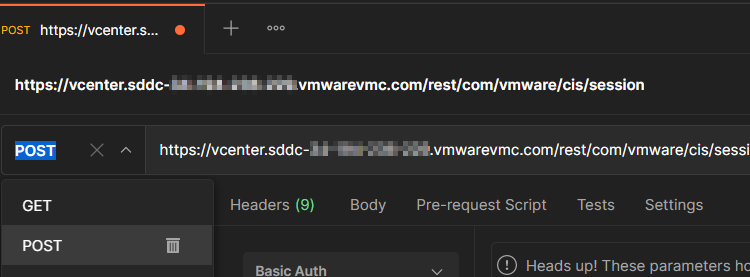 POST https://vcenter.s...
https://vcenter.sddc- .vmwarevmc.com/rest/com/vmware/cis/session
POST https://vcenter.sddc- .vmwarevmc.com/rest/com/vmware/cis/sessi
GET
Headers (9) Body Pre-request Script Tests Settings
POST
Basic Auth
Heads up! These parameters ho